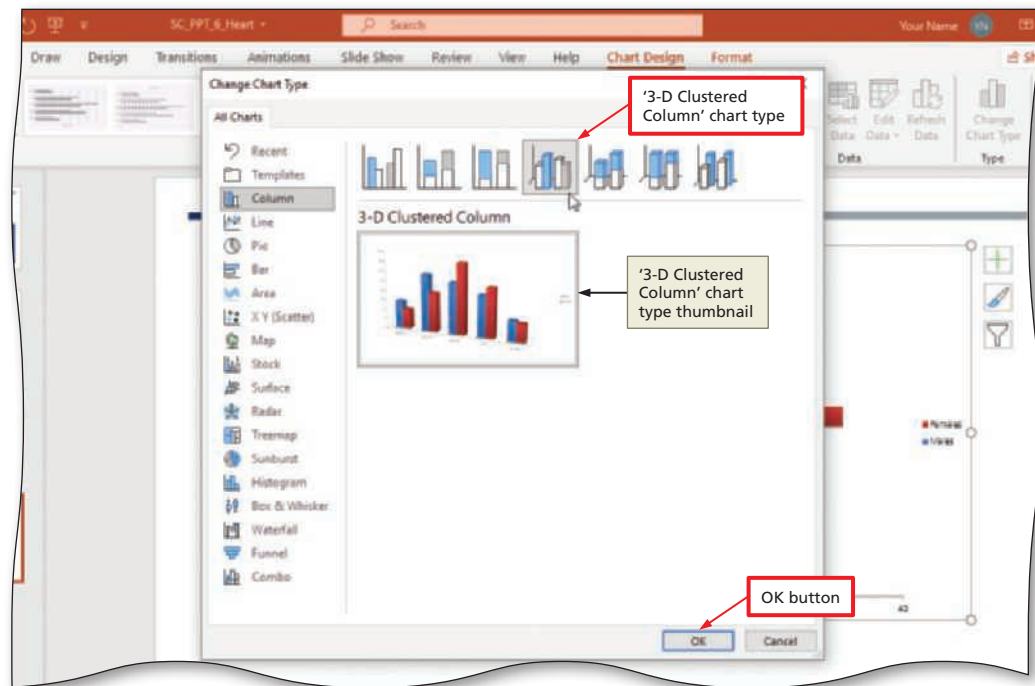 SC_PPT_6_Heart
Search
Your Name
YN
Draw Design Transitions Animations Slide Show Review View Help Chart Design Format
Change Chart Type
All Charts
Recent
Templates
Column
Line
Pie
Bar
Area
X Y (Scatter)
Map
Stock
Surface
Radar
Treemap
Sunburst
Histogram
Box & Whisker
Waterfall
Funnel
Combo
3-D Clustered Column
‘3-D Clustered
Column’ chart
type thumbnail
‘3-D Clustered
Column’ chart type
Select
Data
Edit
Data
Refresh
Data
Change
Chart Type
Data
Type
Females
Males
OK button
OK
Cancel